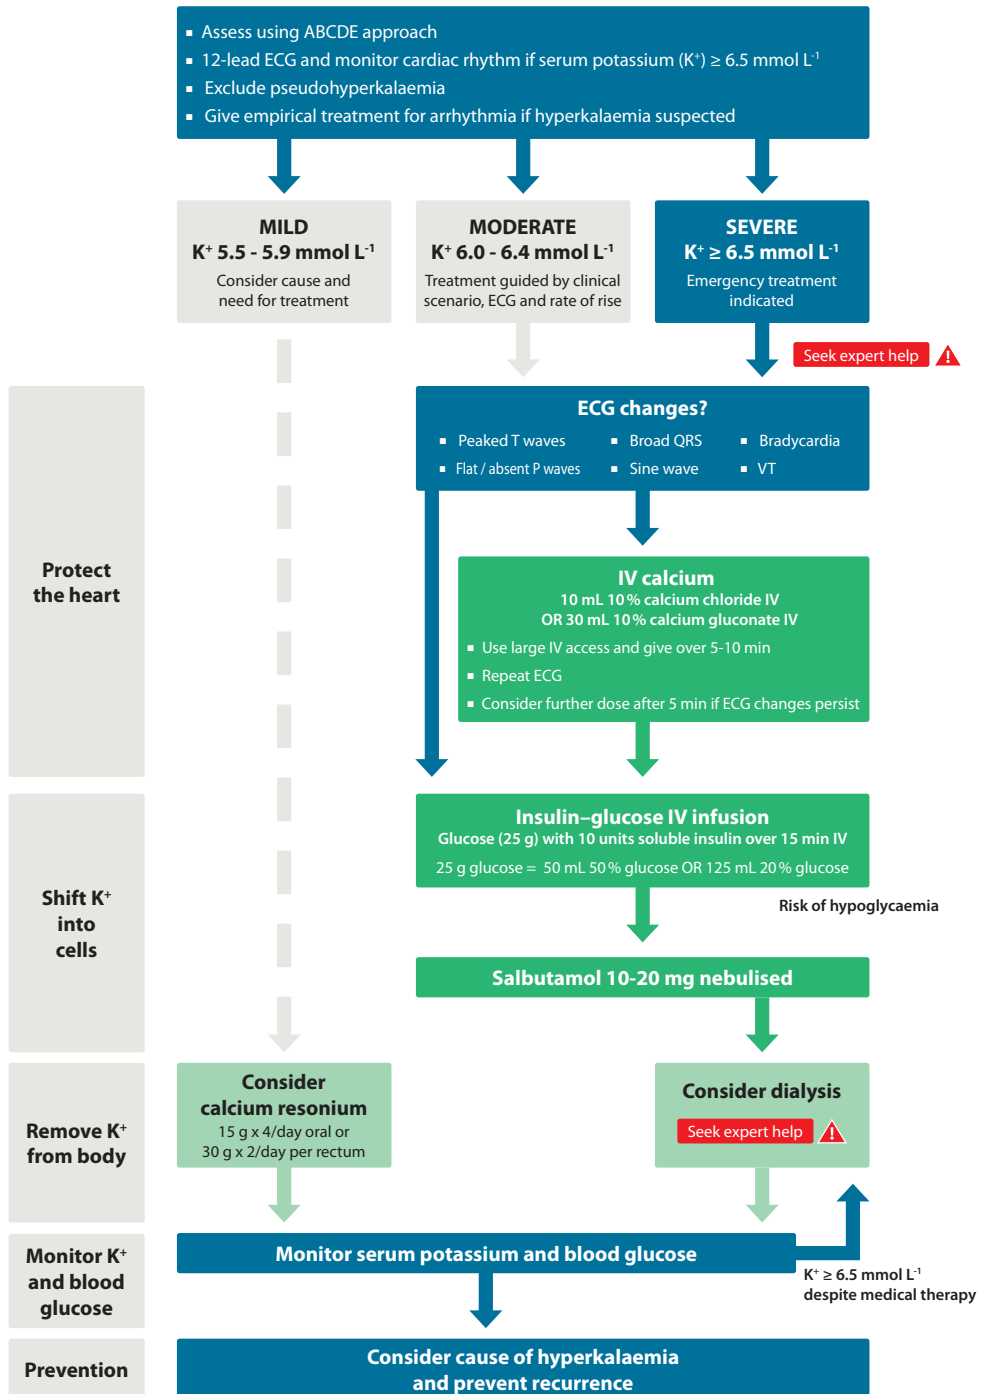 ▪ Assess using ABCDE approach
▪ 12-lead ECG and monitor cardiac rhythm if serum potassium (K⁺) ≥ 6.5 mmol L⁻¹
▪ Exclude pseudohyperkalaemia
▪ Give empirical treatment for arrhythmia if hyperkalaemia suspected
MILD
K⁺ 5.5 - 5.9 mmol L⁻¹
Consider cause and
need for treatment
MODERATE
K⁺ 6.0 - 6.4 mmol L⁻¹
Treatment guided by clinical
scenario, ECG and rate of rise
SEVERE
K⁺ ≥ 6.5 mmol L⁻¹
Emergency treatment
indicated
Seek expert help
Protect
the heart
ECG changes?
▪ Peaked T waves ▪ Broad QRS ▪ Bradycardia
▪ Flat / absent P waves ▪ Sine wave ▪ VT
IV calcium
10 mL 10% calcium chloride IV
OR 30 mL 10% calcium gluconate IV
▪ Use large IV access and give over 5-10 min
▪ Repeat ECG
▪ Consider further dose after 5 min if ECG changes persist
Shift K⁺
into
cells
Insulin–glucose IV infusion
Glucose (25 g) with 10 units soluble insulin over 15 min IV
25 g glucose = 50 mL 50% glucose OR 125 mL 20% glucose
Risk of hypoglycaemia
Salbutamol 10-20 mg nebulised
Remove K⁺
from body
Consider
calcium resonium
15 g x 4/day oral or
30 g x 2/day per rectum
Consider dialysis
Seek expert help
Monitor K⁺
and blood
glucose
Monitor serum potassium and blood glucose
K⁺ ≥ 6.5 mmol L⁻¹
despite medical therapy
Prevention
Consider cause of hyperkalaemia
and prevent recurrence